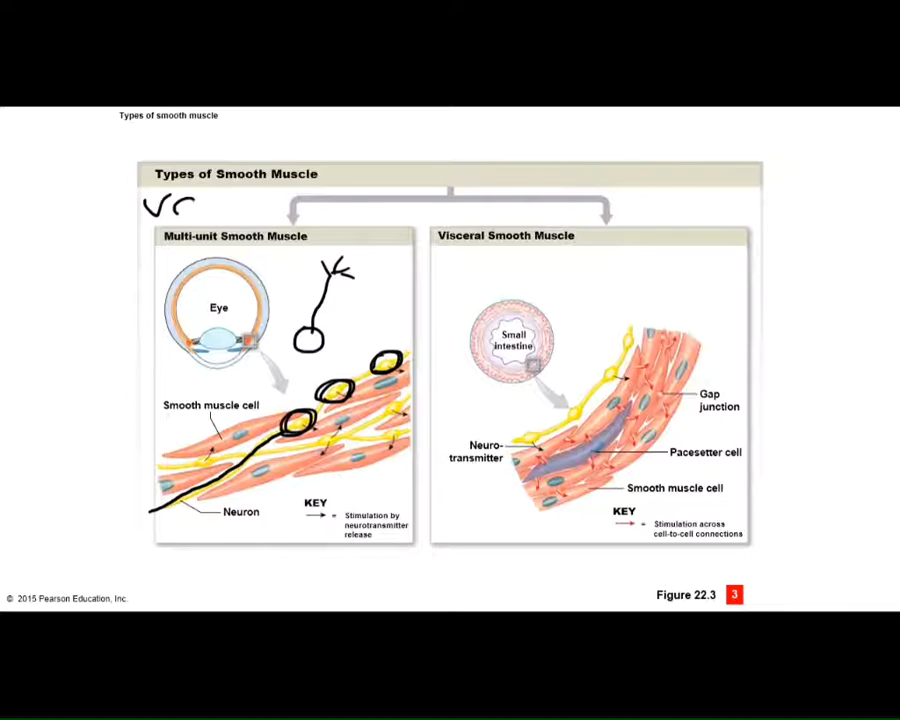 Types of smooth muscle
Types of Smooth Muscle
Multi-unit Smooth Muscle
Eye
Smooth muscle cell
Neuron
KEY
= Stimulation by
neurotransmitter
release
Visceral Smooth Muscle
Small
intestine
Gap
junction
Neuro-
transmitter
Pacesetter cell
Smooth muscle cell
KEY
= Stimulation across
cell-to-cell connections
© 2015 Pearson Education, Inc.
Figure 22.3 3